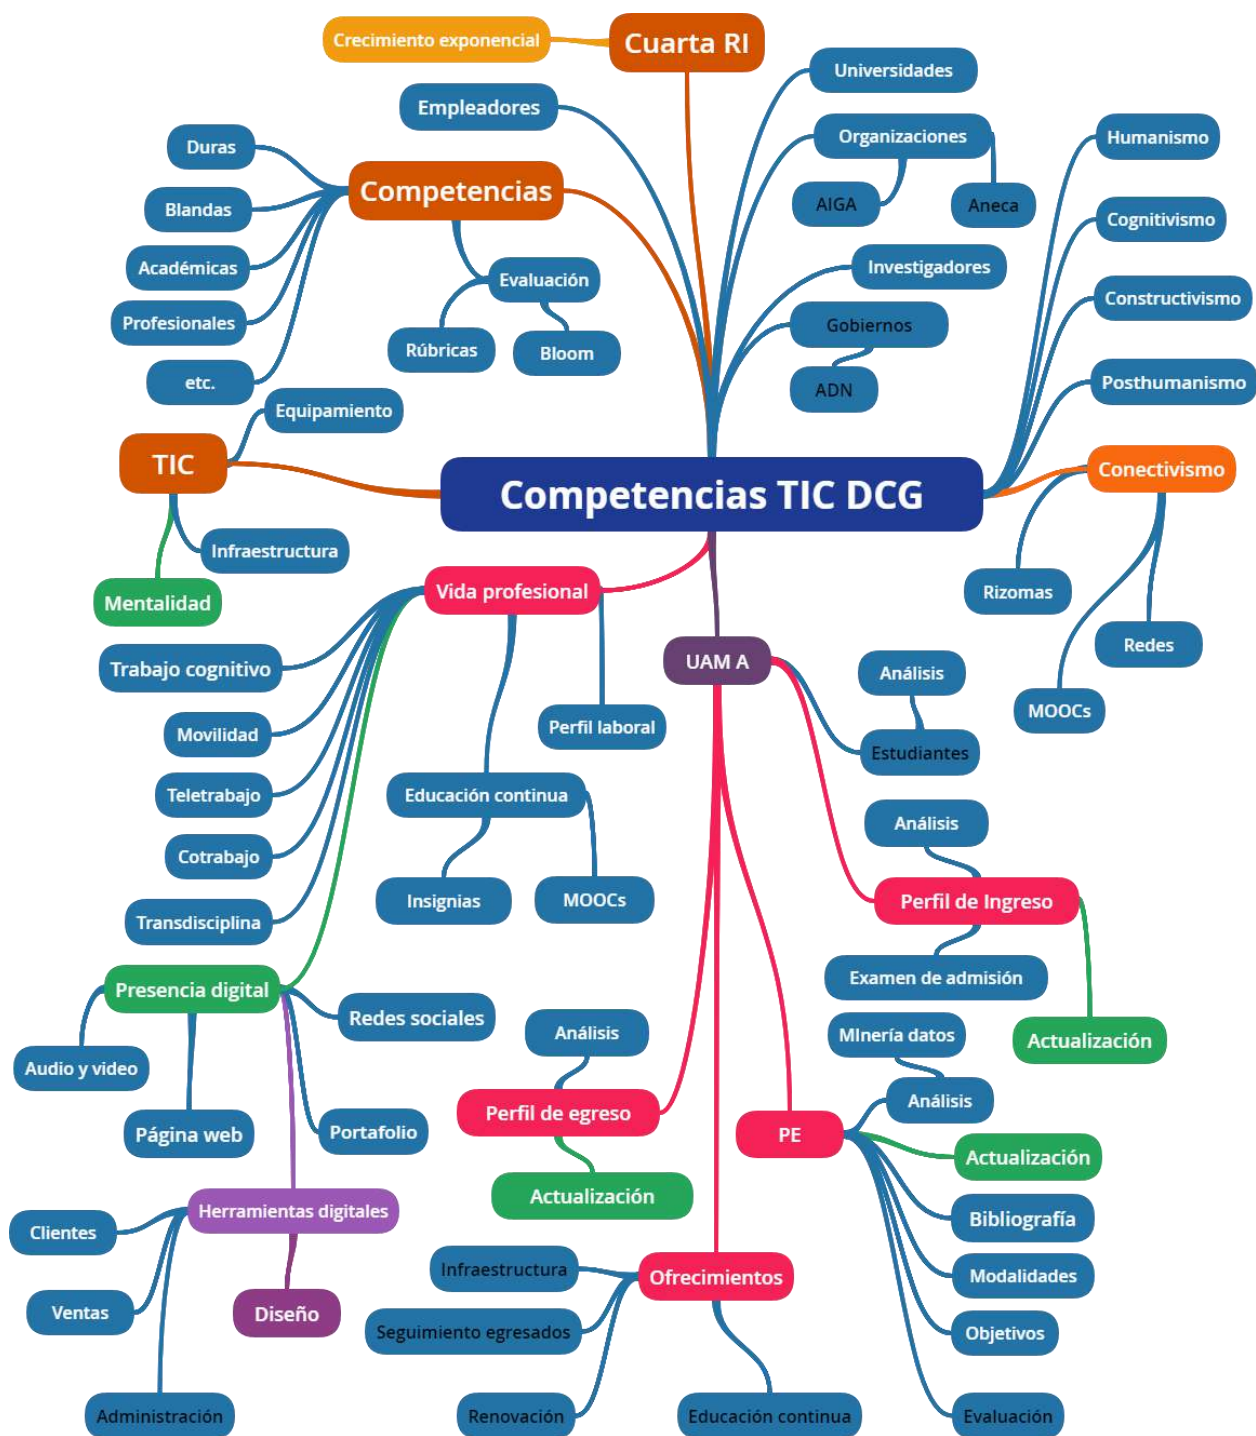 Crecimiento exponencial
Cuarta RI
Empleadores
Universidades
Organizaciones
AIGA
Aneca
Investigadores
Gobiernos
ADN
Humanismo
Cognitivismo
Constructivismo
Posthumanismo
Conectivismo
Rizomas
Redes
MOOCs
Duras
Blandas
Académicas
Profesionales
etc.
Competencias
Evaluación
Rúbricas
Bloom
Equipamiento
TIC
Infraestructura
Mentalidad
Competencias TIC DCG
Vida profesional
Trabajo cognitivo
Movilidad
Teletrabajo
Cotrabajo
Transdisciplina
Perfil laboral
Educación continua
Insignias
MOOCs
UAM A
Análisis
Estudiantes
Análisis
Perfil de Ingreso
Examen de admisión
Actualización
Presencia digital
Redes sociales
Audio y video
Página web
Portafolio
Herramientas digitales
Clientes
Ventas
Administración
Diseño
Análisis
Perfil de egreso
Actualización
MInería datos
Análisis
PE
Actualización
Bibliografía
Modalidades
Objetivos
Evaluación
Ofrecimientos
Infraestructura
Seguimiento egresados
Renovación
Educación continua